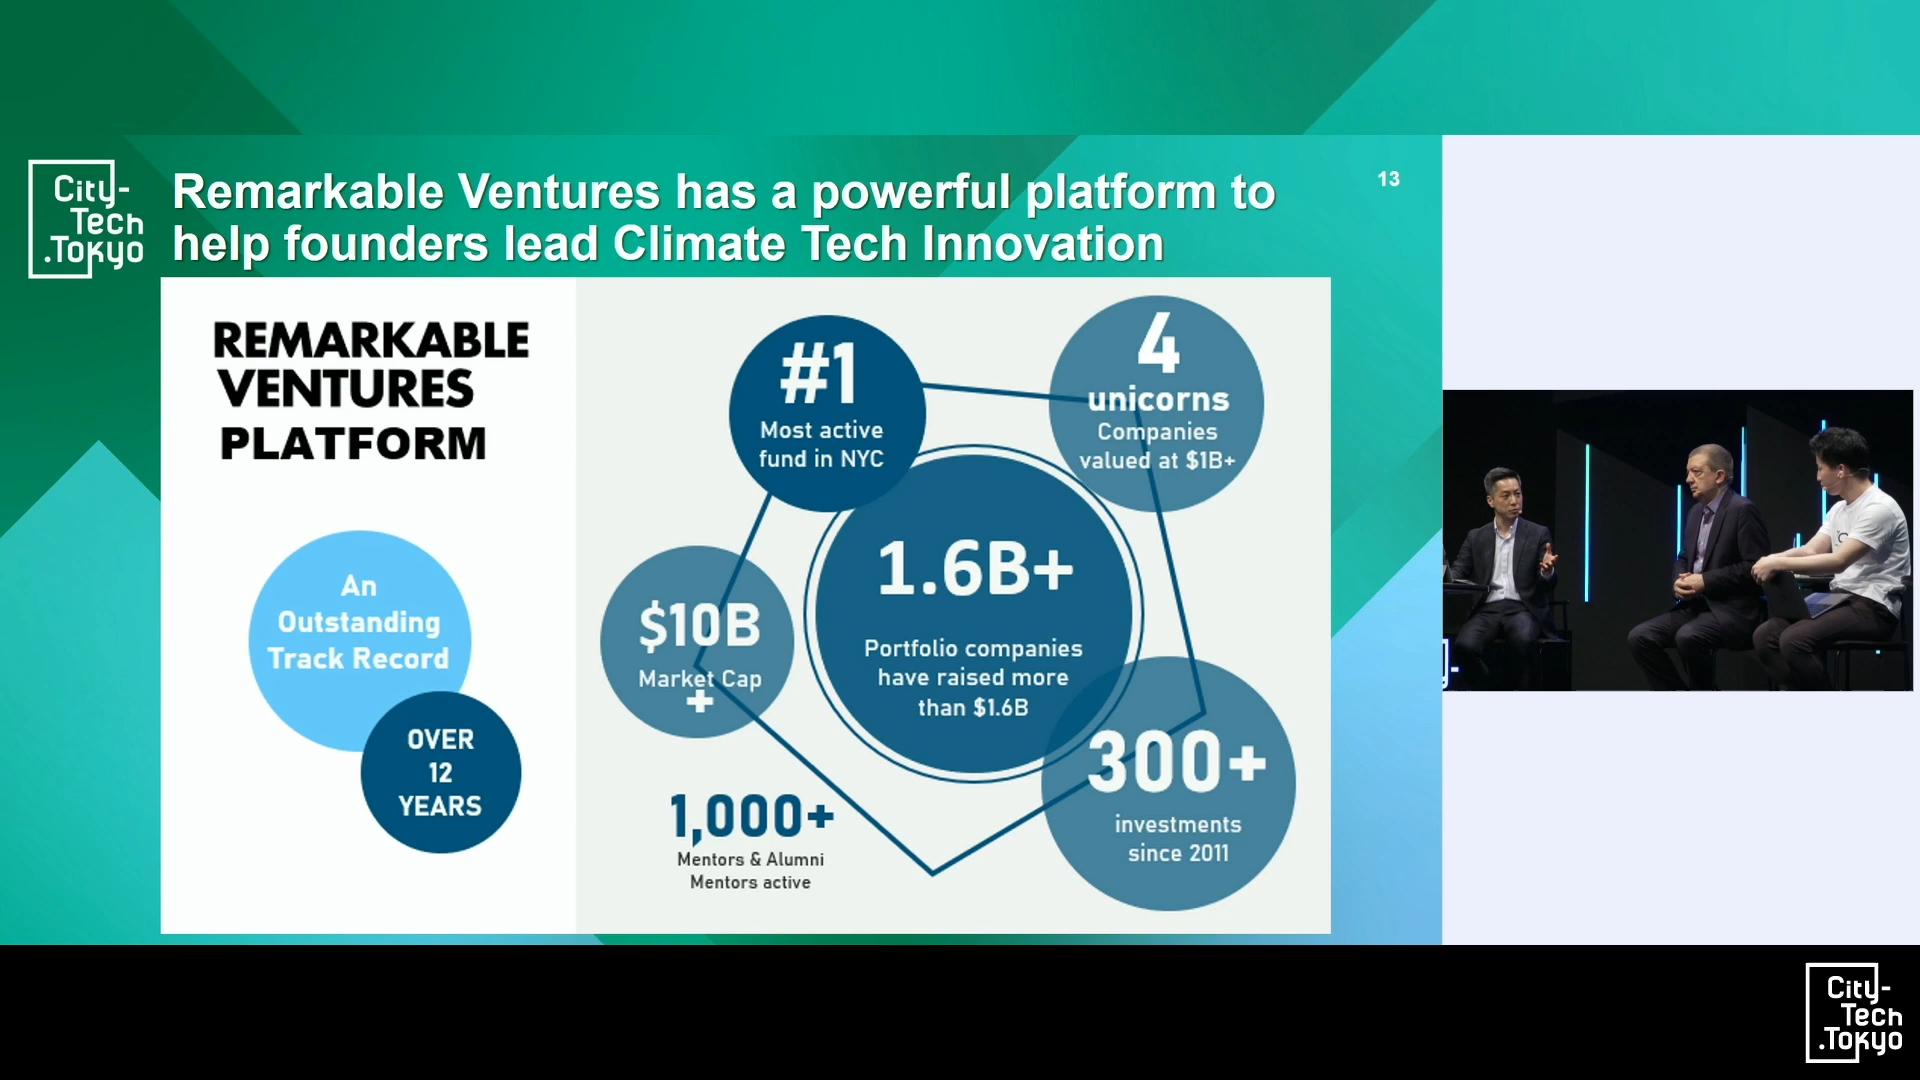 City-
Tech
.Tokyo
Remarkable Ventures has a powerful platform to
help founders lead Climate Tech Innovation
13
REMARKABLE
VENTURES
PLATFORM
An
Outstanding
Track Record
OVER
12
YEARS
#1
Most active
fund in NYC
4
unicorns
Companies
valued at $1B+
1.6B+
Portfolio companies
have raised more
than $1.6B
$10B
Market Cap
+
300+
investments
since 2011
1,000+
Mentors & Alumni
Mentors active
City-
Tech
.Tokyo